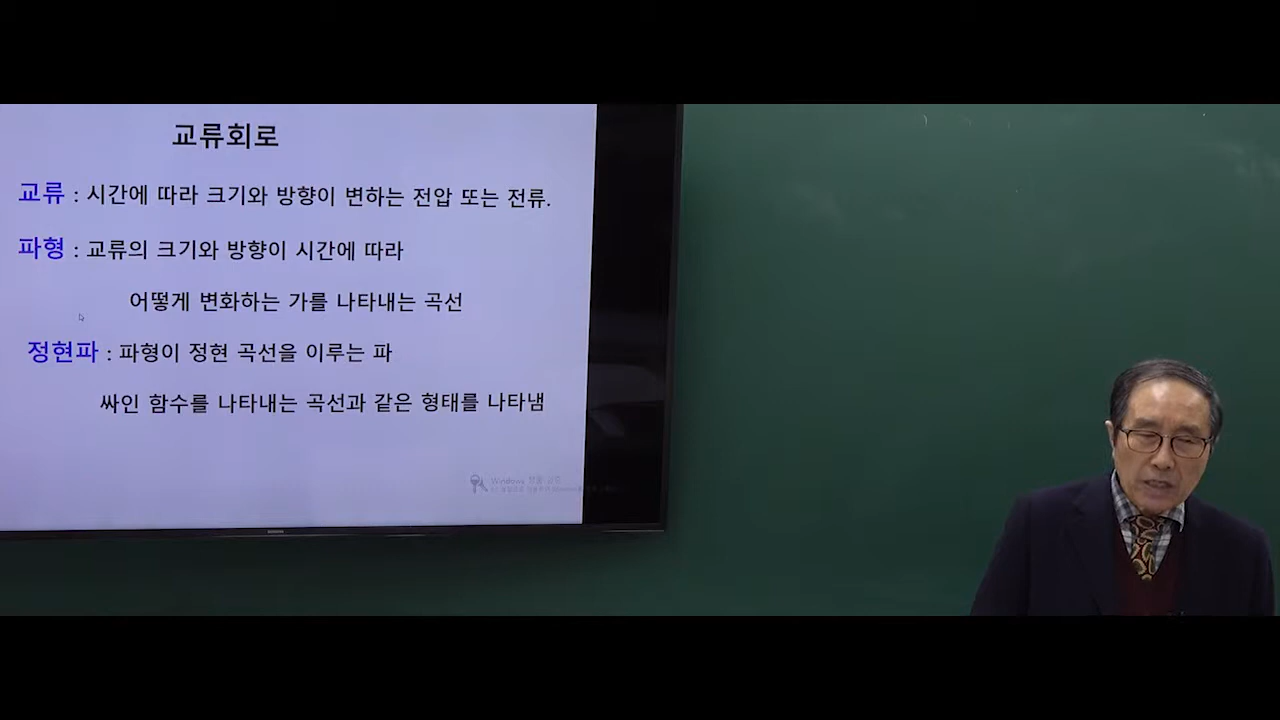 교류회로
교류 : 시간에 따라 크기와 방향이 변하는 전압 또는 전류.
파형 : 교류의 크기와 방향이 시간에 따라
어떻게 변화하는 가를 나타내는 곡선
정현파 : 파형이 정현 곡선을 이루는 파
싸인 함수를 나타내는 곡선과 같은 형태를 나타냄
Windows